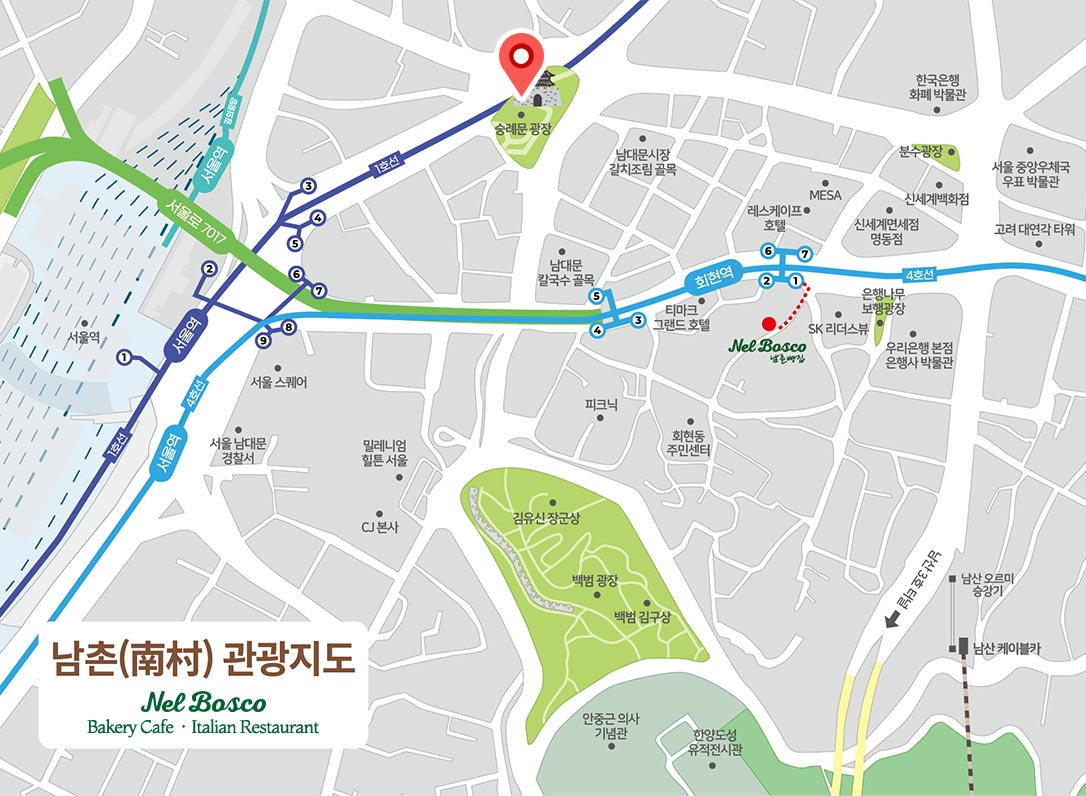 경의중앙
서울역
서울로 7017
1호선
3
4
5
숭례문 광장
남대문시장
갈치조림 골목
한국은행
화폐 박물관
분수광장
서울 중앙우체국
우표 박물관
MESA
신세계백화점
레스케이프
호텔
신세계면세점
명동점
고려 대연각 타워
남대문
칼국수 골목
회현역
6
7
2
1
4호선
2
6
7
8
9
서울역
서울역
1
5
3
4
티마크
그랜드 호텔
Nel Bosco
남촌빵집
SK 리더스뷰
은행나무
보행광장
우리은행 본점
은행사 박물관
서울 스퀘어
4호선
1호선
서울역
서울 남대문
경찰서
밀레니엄
힐튼 서울
CJ 본사
피크닉
회현동
주민센터
김유신 장군상
백범 광장
백범 김구상
남산 3호 터널
남산 오르미
승강기
남산 케이블카
안중근 의사
기념관
한양도성
유적전시관
남촌(南村) 관광지도
Nel Bosco
Bakery Cafe · Italian Restaurant